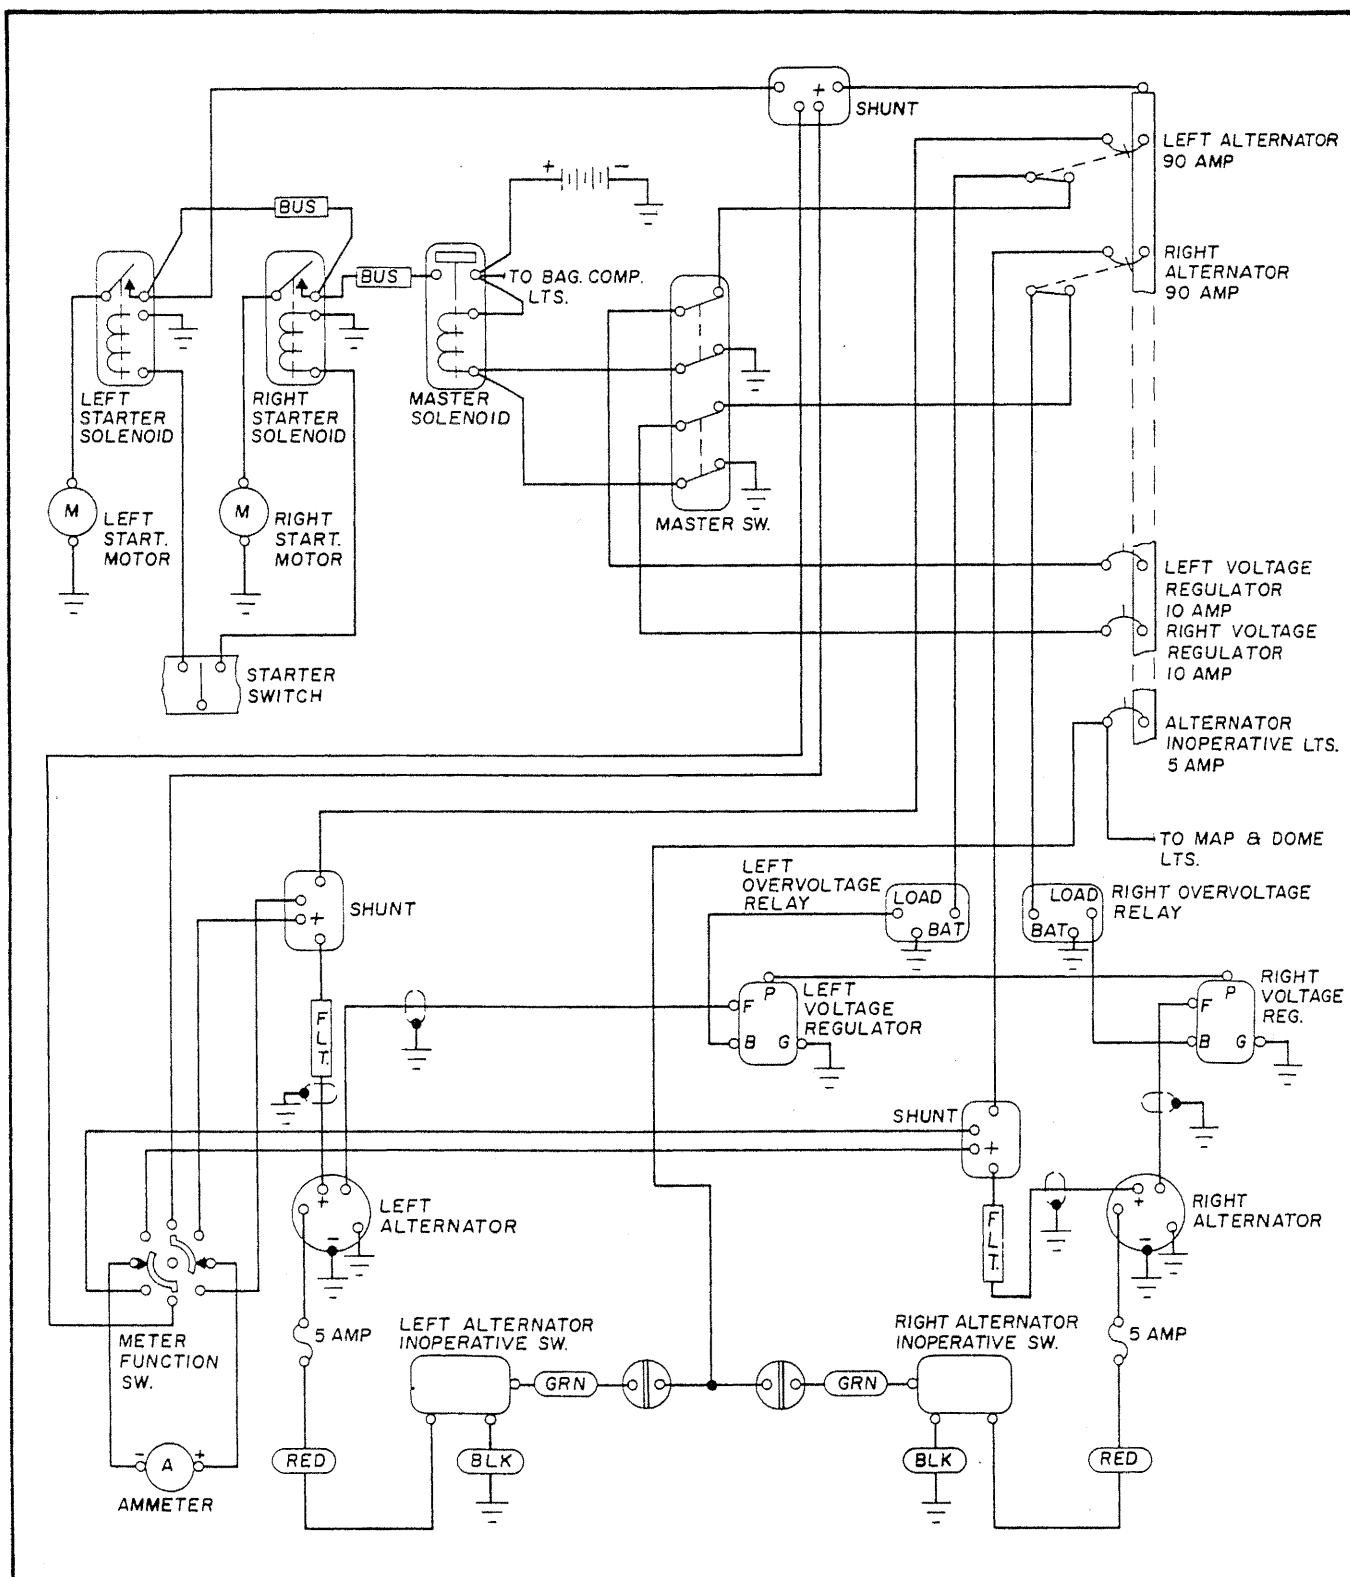 +
SHUNT
LEFT ALTERNATOR
90 AMP
+ -
BUS
BUS
TO BAG. COMP.
LTS.
RIGHT
ALTERNATOR
90 AMP
LEFT
STARTER
SOLENOID
RIGHT
STARTER
SOLENOID
MASTER
SOLENOID
MASTER SW.
M
LEFT
START.
MOTOR
M
RIGHT
START.
MOTOR
LEFT VOLTAGE
REGULATOR
10 AMP
RIGHT VOLTAGE
REGULATOR
10 AMP
STARTER
SWITCH
ALTERNATOR
INOPERATIVE LTS.
5 AMP
TO MAP & DOME
LTS.
LEFT
OVERVOLTAGE
RELAY
LOAD
BAT
LOAD
BAT
RIGHT OVERVOLTAGE
RELAY
SHUNT
+
FLT.
P
F
B G
LEFT
VOLTAGE
REGULATOR
P
F
B G
RIGHT
VOLTAGE
REG.
SHUNT
+
FLT.
+
-
LEFT
ALTERNATOR
+
-
RIGHT
ALTERNATOR
METER
FUNCTION
SW.
5 AMP
LEFT ALTERNATOR
INOPERATIVE SW.
RIGHT ALTERNATOR
INOPERATIVE SW.
5 AMP
GRN
GRN
- A +
AMMETER
RED
BLK
BLK
RED